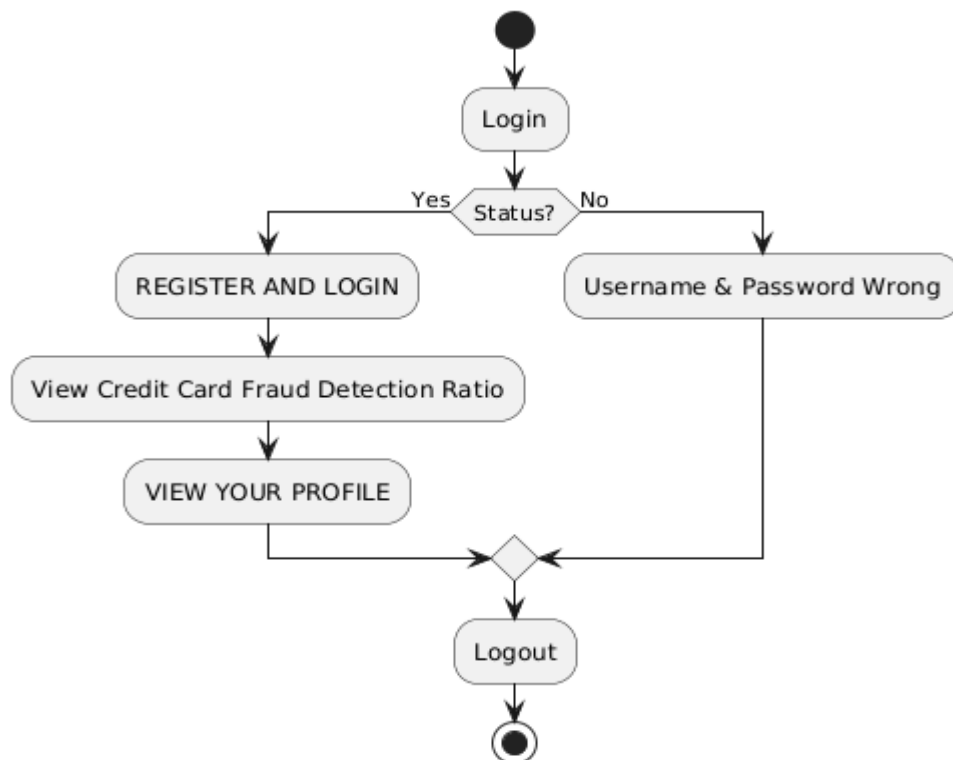 Login
Yes
Status?
No
REGISTER AND LOGIN
Username & Password Wrong
View Credit Card Fraud Detection Ratio
VIEW YOUR PROFILE
Logout